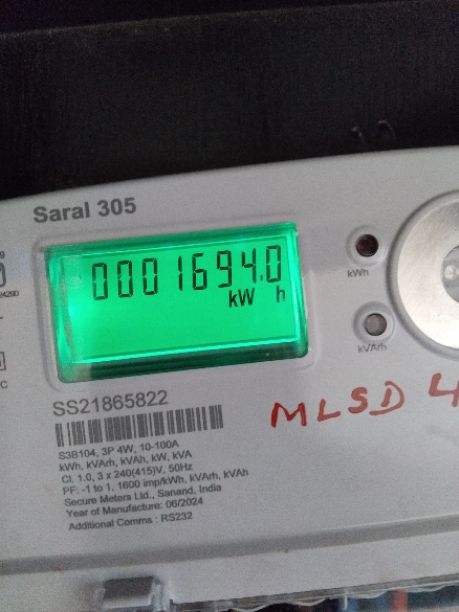 Saral 305
0001694.0
kW h
kWh
kVArh
SS21865822
MLSD 4
S3B104, 3P 4W, 10-100A
kWh, kVArh, kVAh, kW, kVA
Cl. 1.0, 3 x 240(415)V, 50Hz
PF: -1 to 1, 1600 imp/kWh, kVArh, kVAh
Secure Meters Ltd., Sanand, India
Year of Manufacture: 06/2024
Additional Comms : RS232